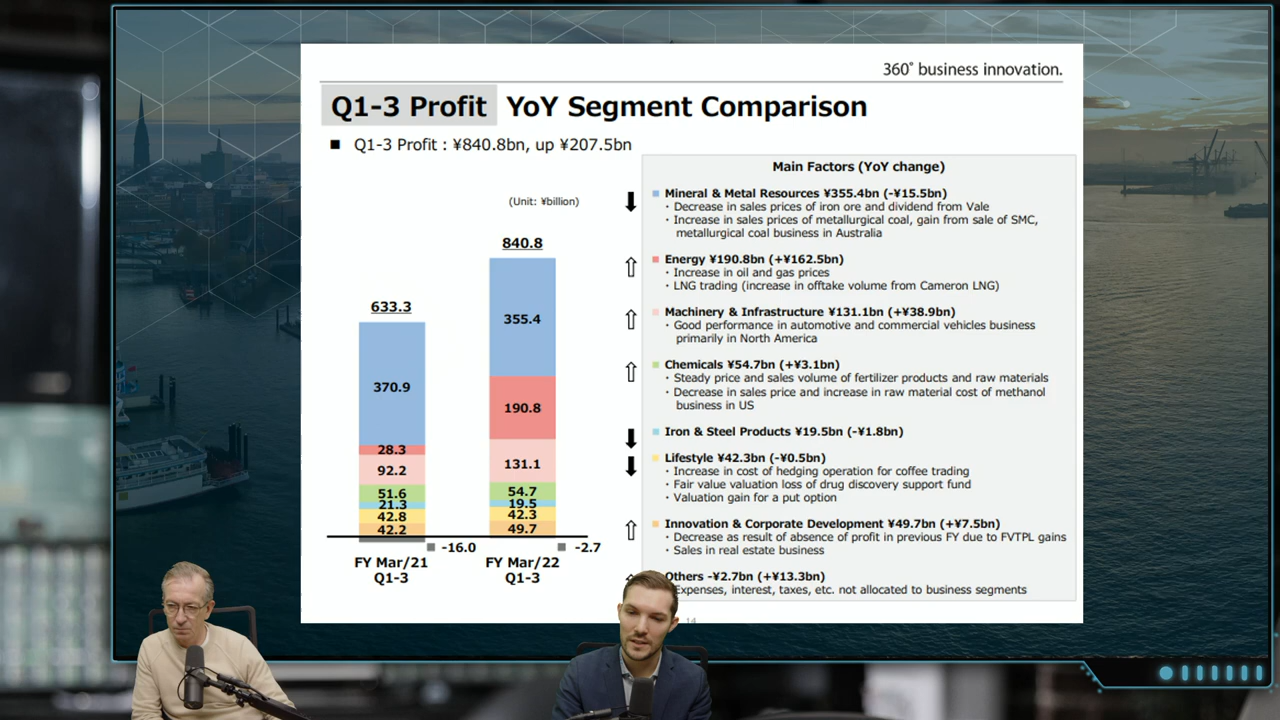 360° business innovation.
Q1-3 Profit YoY Segment Comparison
■ Q1-3 Profit : ¥840.8bn, up ¥207.5bn
(Unit: ¥billion)
633.3
370.9
28.3
92.2
51.6
21.3
42.8
42.2
-16.0
FY Mar/21
Q1-3
840.8
355.4
190.8
131.1
54.7
19.5
42.3
49.7
-2.7
FY Mar/22
Q1-3
Main Factors (YoY change)
Mineral & Metal Resources ¥355.4bn (-¥15.5bn)
・Decrease in sales prices of iron ore and dividend from Vale
・Increase in sales prices of metallurgical coal, gain from sale of SMC,
metallurgical coal business in Australia
Energy ¥190.8bn (+¥162.5bn)
・Increase in oil and gas prices
・LNG trading (increase in offtake volume from Cameron LNG)
Machinery & Infrastructure ¥131.1bn (+¥38.9bn)
・Good performance in automotive and commercial vehicles business
primarily in North America
Chemicals ¥54.7bn (+¥3.1bn)
・Steady price and sales volume of fertilizer products and raw materials
・Decrease in sales price and increase in raw material cost of methanol
business in US
Iron & Steel Products ¥19.5bn (-¥1.8bn)
Lifestyle ¥42.3bn (-¥0.5bn)
・Increase in cost of hedging operation for coffee trading
・Fair value valuation loss of drug discovery support fund
・Valuation gain for a put option
Innovation & Corporate Development ¥49.7bn (+¥7.5bn)
・Decrease as result of absence of profit in previous FY due to FVTPL gains
・Sales in real estate business
Others -¥2.7bn (+¥13.3bn)
Expenses, interest, taxes, etc. not allocated to business segments
14